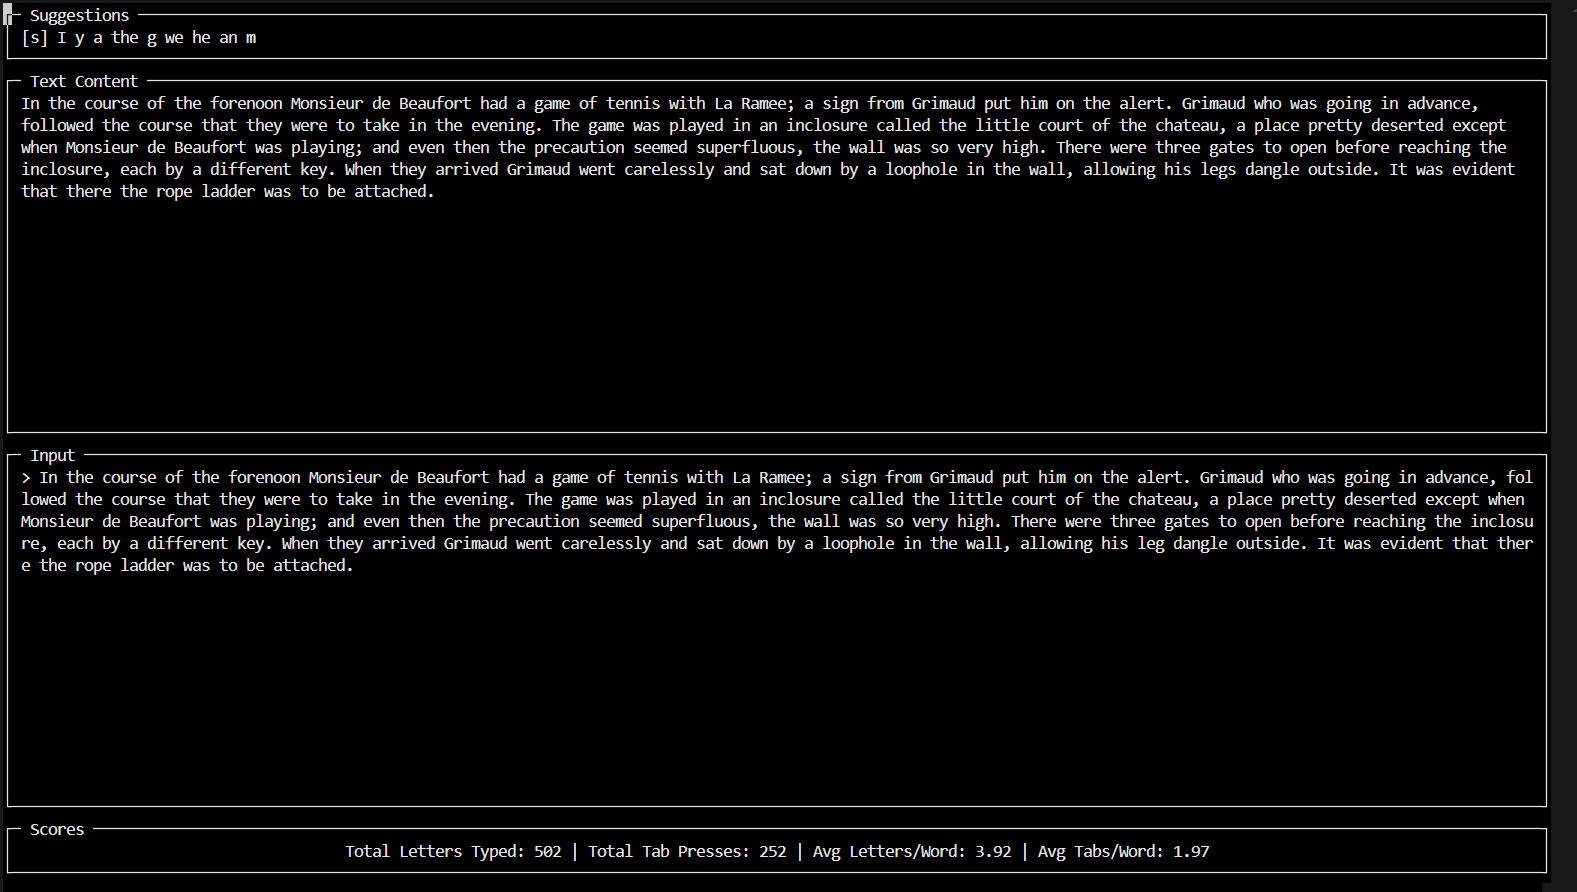 Suggestions
[s] I y a the g we he an m
Text Content
In the course of the forenoon Monsieur de Beaufort had a game of tennis with La Ramee; a sign from Grimaud put him on the alert. Grimaud who was going in advance,
followed the course that they were to take in the evening. The game was played in an inclosure called the little court of the chateau, a place pretty deserted except
when Monsieur de Beaufort was playing; and even then the precaution seemed superfluous, the wall was so very high. There were three gates to open before reaching the
inclosure, each by a different key. When they arrived Grimaud went carelessly and sat down by a loophole in the wall, allowing his legs dangle outside. It was evident
that there the rope ladder was to be attached.
Input
> In the course of the forenoon Monsieur de Beaufort had a game of tennis with La Ramee; a sign from Grimaud put him on the alert. Grimaud who was going in advance, fol
lowed the course that they were to take in the evening. The game was played in an inclosure called the little court of the chateau, a place pretty deserted except when
Monsieur de Beaufort was playing; and even then the precaution seemed superfluous, the wall was so very high. There were three gates to open before reaching the inclosu
re, each by a different key. When they arrived Grimaud went carelessly and sat down by a loophole in the wall, allowing his leg dangle outside. It was evident that ther
e the rope ladder was to be attached.
Scores
Total Letters Typed: 502 | Total Tab Presses: 252 | Avg Letters/Word: 3.92 | Avg Tabs/Word: 1.97